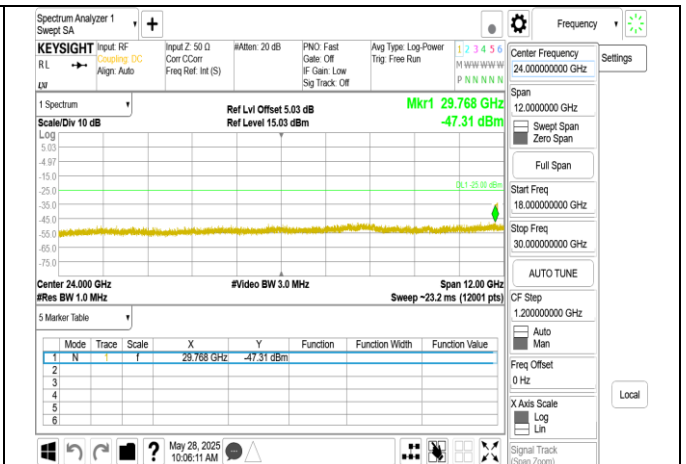 Spectrum Analyzer 1
Swept SA
+
Frequency
KEYSIGHT
RL
Input: RF
Coupling: DC
Align: Auto
Input Z: 50 Ω
Corr CCorr
Freq Ref: Int (S)
#Atten: 20 dB
PNO: Fast
Gate: Off
IF Gain: Low
Sig Track: Off
Avg Type: Log-Power
Trig: Free Run
1 2 3 4 5 6
M W W W W W
P N N N N N
1 Spectrum
Scale/Div 10 dB
Log
Ref Lvl Offset 5.03 dB
Ref Level 15.03 dBm
Mkr1 29.768 GHz
-47.31 dBm
5.03
-4.97
-15.0
-25.0
-35.0
-45.0
-55.0
-65.0
-75.0
DL1 -25.00 dBm
Center 24.000 GHz
#Res BW 1.0 MHz
#Video BW 3.0 MHz
Span 12.00 GHz
Sweep ~23.2 ms (12001 pts)
5 Marker Table
Mode Trace Scale X Y Function Function Width Function Value
1 N 1 f 29.768 GHz -47.31 dBm
2
3
4
5
6
May 28, 2025
10:06:11 AM
?
Center Frequency
24.000000000 GHz
Settings
Span
12.0000000 GHz
Swept Span
Zero Span
Full Span
Start Freq
18.000000000 GHz
Stop Freq
30.000000000 GHz
AUTO TUNE
CF Step
1.200000000 GHz
Auto
Man
Freq Offset
0 Hz
X Axis Scale
Log
Lin
Local
Signal Track
(Span Zoom)